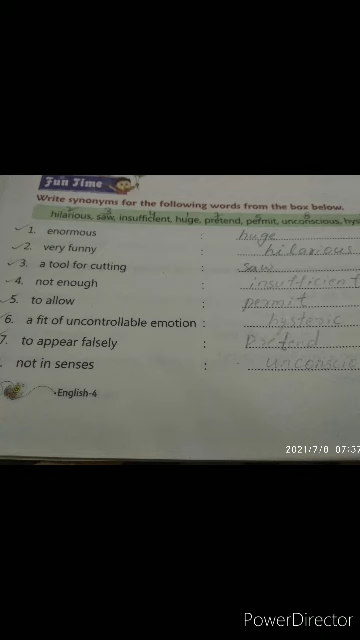 Fun Time
Write synonyms for the following words from the box below.
hilarious, saw, insufficient, huge, pretend, permit, unconscious, hys
1. enormous : huge
2. very funny : hilarious
3. a tool for cutting : saw
4. not enough : insufficient
5. to allow : permit
6. a fit of uncontrollable emotion : hysteric
7. to appear falsely : Pretend
. not in senses : unconscio
English-4
2021/7/8 07:37
PowerDirector